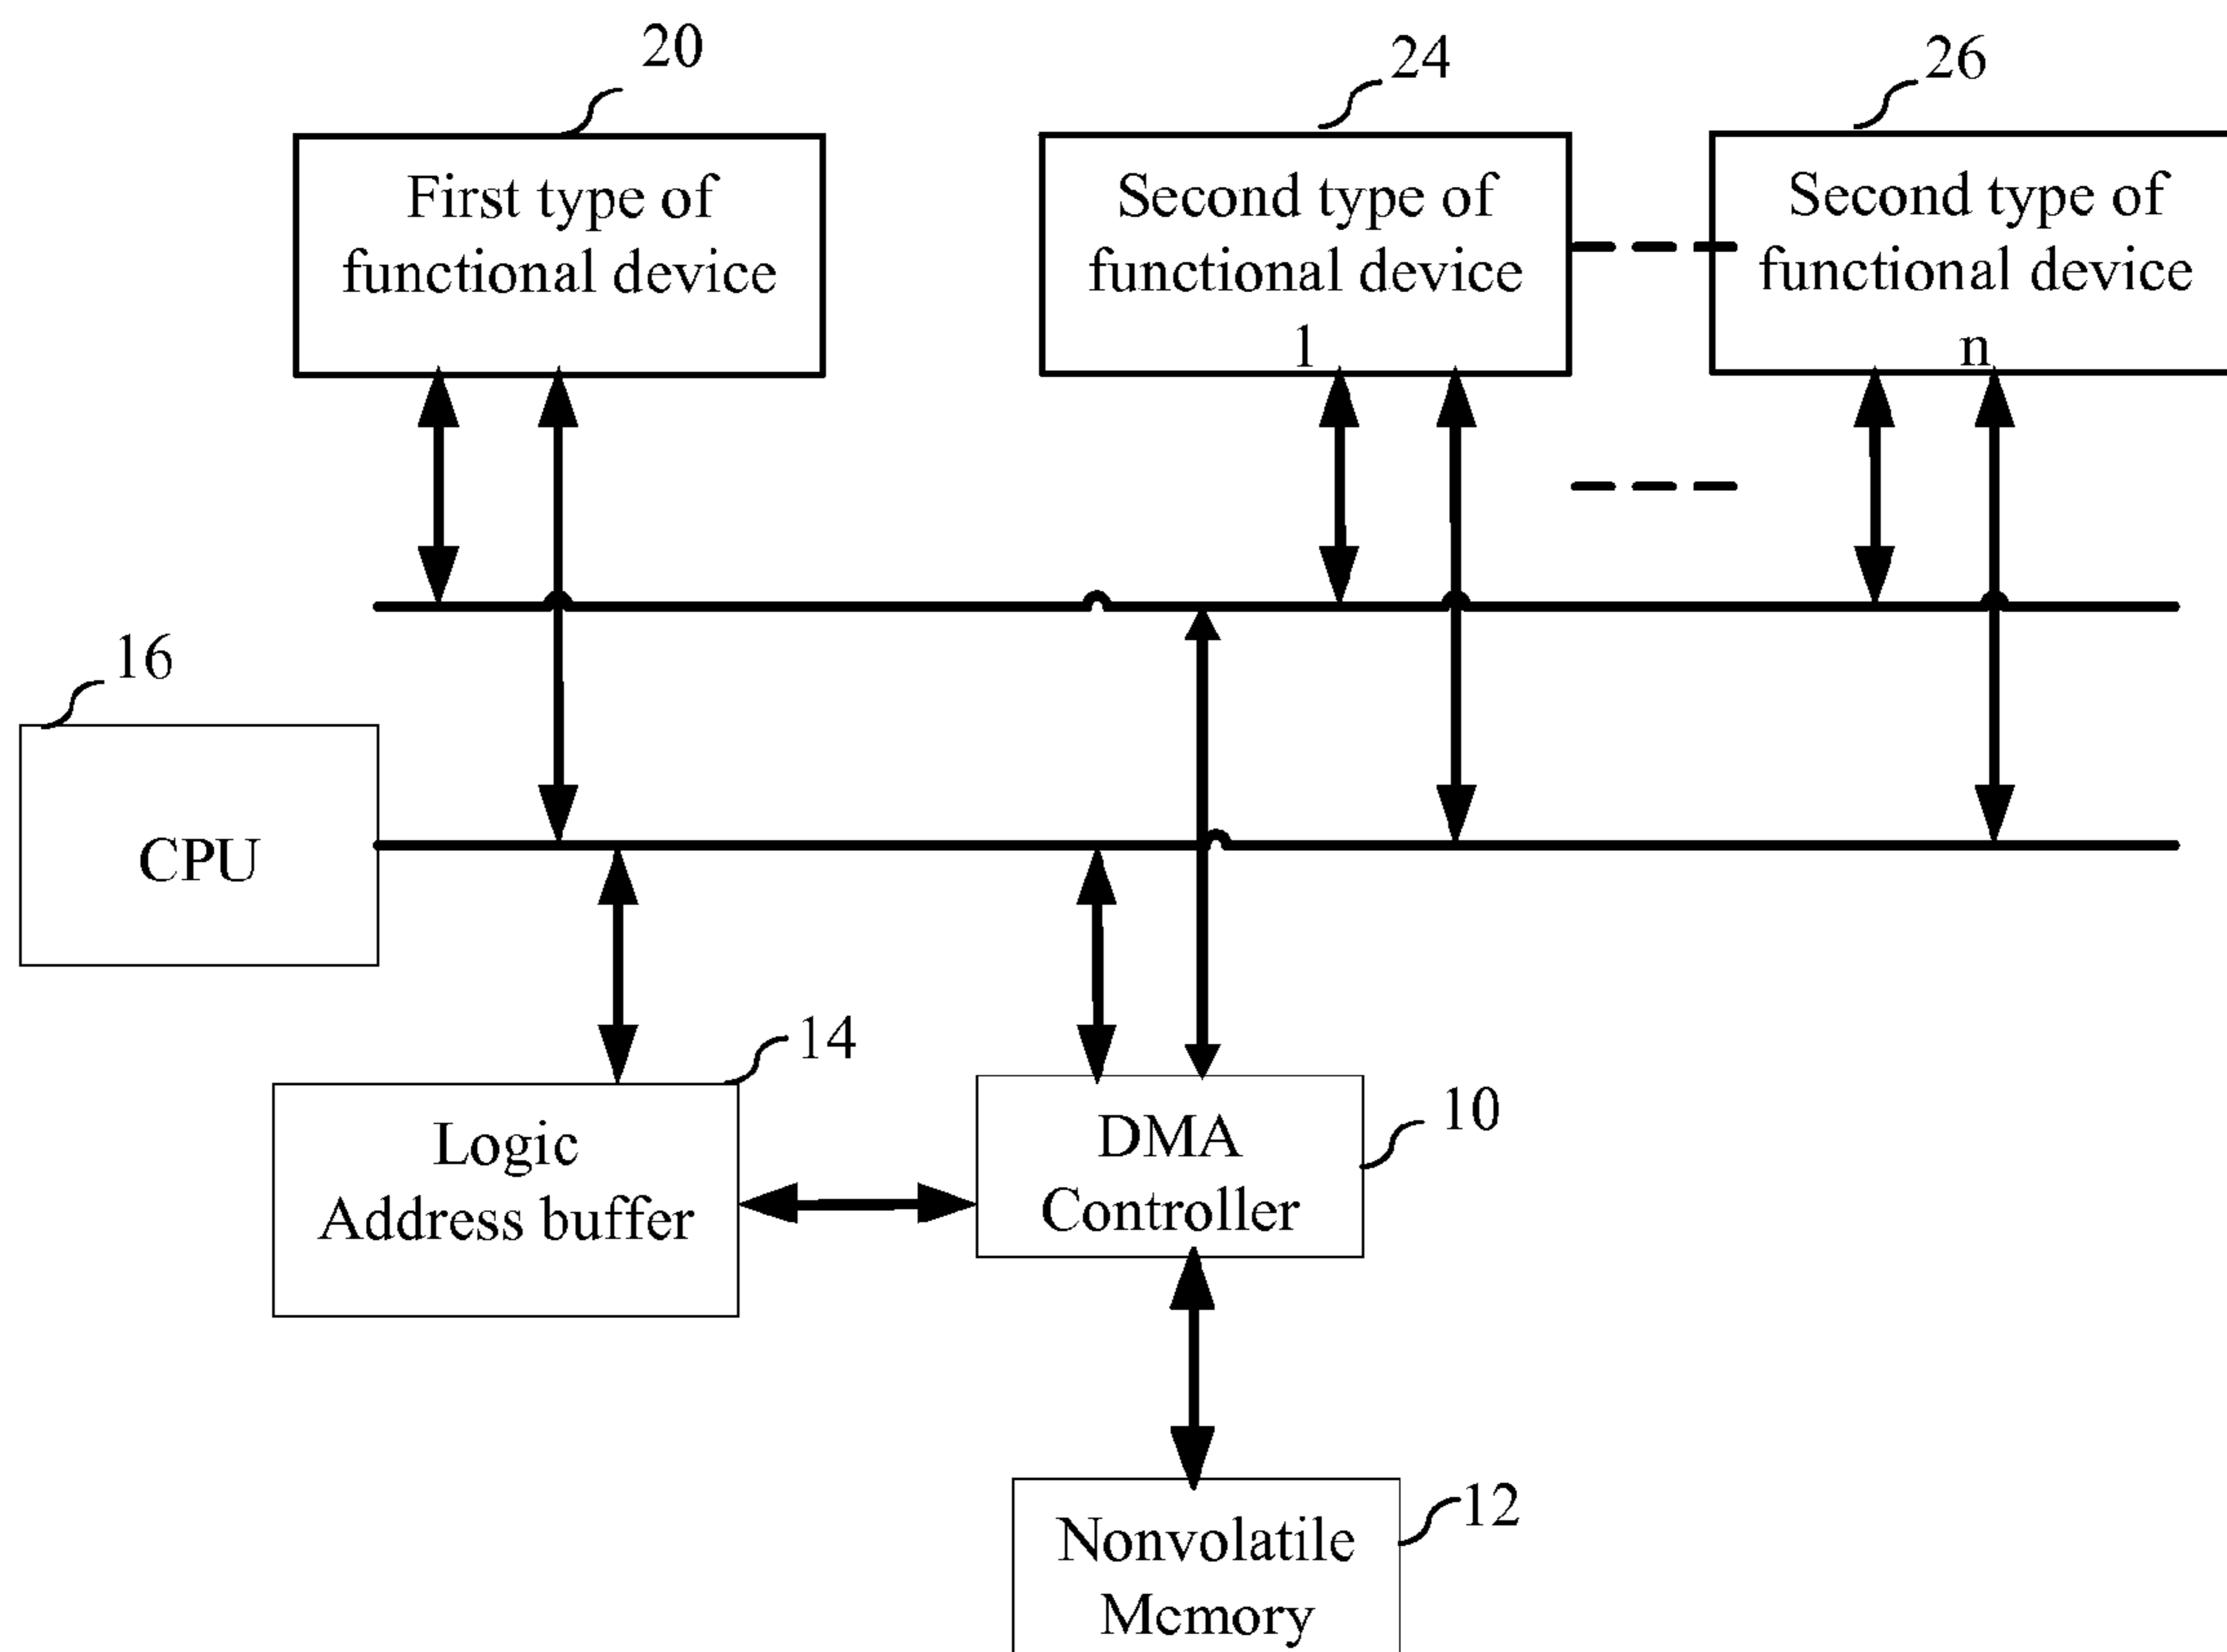 20
24
26
First type of
functional device
Second type of
functional device
1
Second type of
functional device
n
16
CPU
14
Logic
Address buffer
10
DMA
Controller
12
Nonvolatile
Mcmory